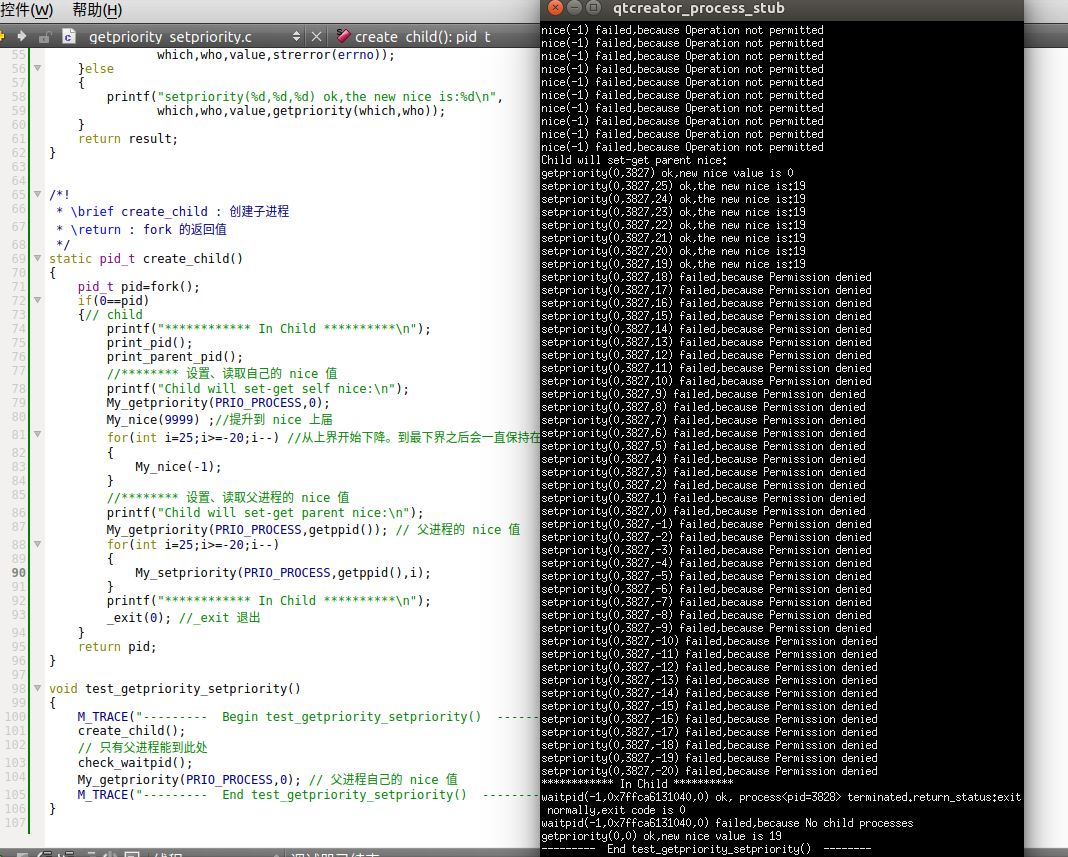 控件(W) 帮助(H)
qtcreator_process_stub
getpriority_setpriority.c
create_child(): pid_t
55 which,who,value,strerror(errno));
56 }else
57 {
58 printf("setpriority(%d,%d,%d) ok,the new nice is:%d\n",
59 which,who,value,getpriority(which,who));
60 }
61 return result;
62 }
63
64
65 /*!
66 * \brief create_child : 创建子进程
67 * \return : fork 的返回值
68 */
69 static pid_t create_child()
70 {
71 pid_t pid=fork();
72 if(0==pid)
73 {// child
74 printf("************ In Child **********\n");
75 print_pid();
76 print_parent_pid();
77 //******** 设置、读取自己的 nice 值
78 printf("Child will set-get self nice:\n");
79 My_getpriority(PRIO_PROCESS,0);
80 My_nice(9999) ;//提升到 nice 上届
81 for(int i=25;i>=-20;i--) //从上界开始下降。到最下界之后会一直保持在
82 {
83 My_nice(-1);
84 }
85 //******** 设置、读取父进程的 nice 值
86 printf("Child will set-get parent nice:\n");
87 My_getpriority(PRIO_PROCESS,getppid()); // 父进程的 nice 值
88 for(int i=25;i>=-20;i--)
89 {
90 My_setpriority(PRIO_PROCESS,getppid(),i);
91 }
92 printf("************ In Child **********\n");
93 _exit(0); //_exit 退出
94 }
95 return pid;
96 }
97
98 void test_getpriority_setpriority()
99 {
100 M_TRACE("--------- Begin test_getpriority_setpriority() ------
101 create_child();
102 // 只有父进程能到此处
103 check_waitpid();
104 My_getpriority(PRIO_PROCESS,0); // 父进程自己的 nice 值
105 M_TRACE("--------- End test_getpriority_setpriority() --------
106 }
107
nice(-1) failed,because Operation not permitted
nice(-1) failed,because Operation not permitted
nice(-1) failed,because Operation not permitted
nice(-1) failed,because Operation not permitted
nice(-1) failed,because Operation not permitted
nice(-1) failed,because Operation not permitted
nice(-1) failed,because Operation not permitted
nice(-1) failed,because Operation not permitted
nice(-1) failed,because Operation not permitted
nice(-1) failed,because Operation not permitted
Child will set-get parent nice:
getpriority(0,3827) ok,new nice value is 0
setpriority(0,3827,25) ok,the new nice is:19
setpriority(0,3827,24) ok,the new nice is:19
setpriority(0,3827,23) ok,the new nice is:19
setpriority(0,3827,22) ok,the new nice is:19
setpriority(0,3827,21) ok,the new nice is:19
setpriority(0,3827,20) ok,the new nice is:19
setpriority(0,3827,19) ok,the new nice is:19
setpriority(0,3827,18) failed,because Permission denied
setpriority(0,3827,17) failed,because Permission denied
setpriority(0,3827,16) failed,because Permission denied
setpriority(0,3827,15) failed,because Permission denied
setpriority(0,3827,14) failed,because Permission denied
setpriority(0,3827,13) failed,because Permission denied
setpriority(0,3827,12) failed,because Permission denied
setpriority(0,3827,11) failed,because Permission denied
setpriority(0,3827,10) failed,because Permission denied
setpriority(0,3827,9) failed,because Permission denied
setpriority(0,3827,8) failed,because Permission denied
setpriority(0,3827,7) failed,because Permission denied
setpriority(0,3827,6) failed,because Permission denied
setpriority(0,3827,5) failed,because Permission denied
setpriority(0,3827,4) failed,because Permission denied
setpriority(0,3827,3) failed,because Permission denied
setpriority(0,3827,2) failed,because Permission denied
setpriority(0,3827,1) failed,because Permission denied
setpriority(0,3827,0) failed,because Permission denied
setpriority(0,3827,-1) failed,because Permission denied
setpriority(0,3827,-2) failed,because Permission denied
setpriority(0,3827,-3) failed,because Permission denied
setpriority(0,3827,-4) failed,because Permission denied
setpriority(0,3827,-5) failed,because Permission denied
setpriority(0,3827,-6) failed,because Permission denied
setpriority(0,3827,-7) failed,because Permission denied
setpriority(0,3827,-8) failed,because Permission denied
setpriority(0,3827,-9) failed,because Permission denied
setpriority(0,3827,-10) failed,because Permission denied
setpriority(0,3827,-11) failed,because Permission denied
setpriority(0,3827,-12) failed,because Permission denied
setpriority(0,3827,-13) failed,because Permission denied
setpriority(0,3827,-14) failed,because Permission denied
setpriority(0,3827,-15) failed,because Permission denied
setpriority(0,3827,-16) failed,because Permission denied
setpriority(0,3827,-17) failed,because Permission denied
setpriority(0,3827,-18) failed,because Permission denied
setpriority(0,3827,-19) failed,because Permission denied
setpriority(0,3827,-20) failed,because Permission denied
************ In Child **********
waitpid(-1,0x7ffca6131040,0) ok, process<pid=3828> terminated,return_status:exit
normally,exit code is 0
waitpid(-1,0x7ffca6131040,0) failed,because No child processes
getpriority(0,0) ok,new nice value is 19
--------- End test_getpriority_setpriority() --------